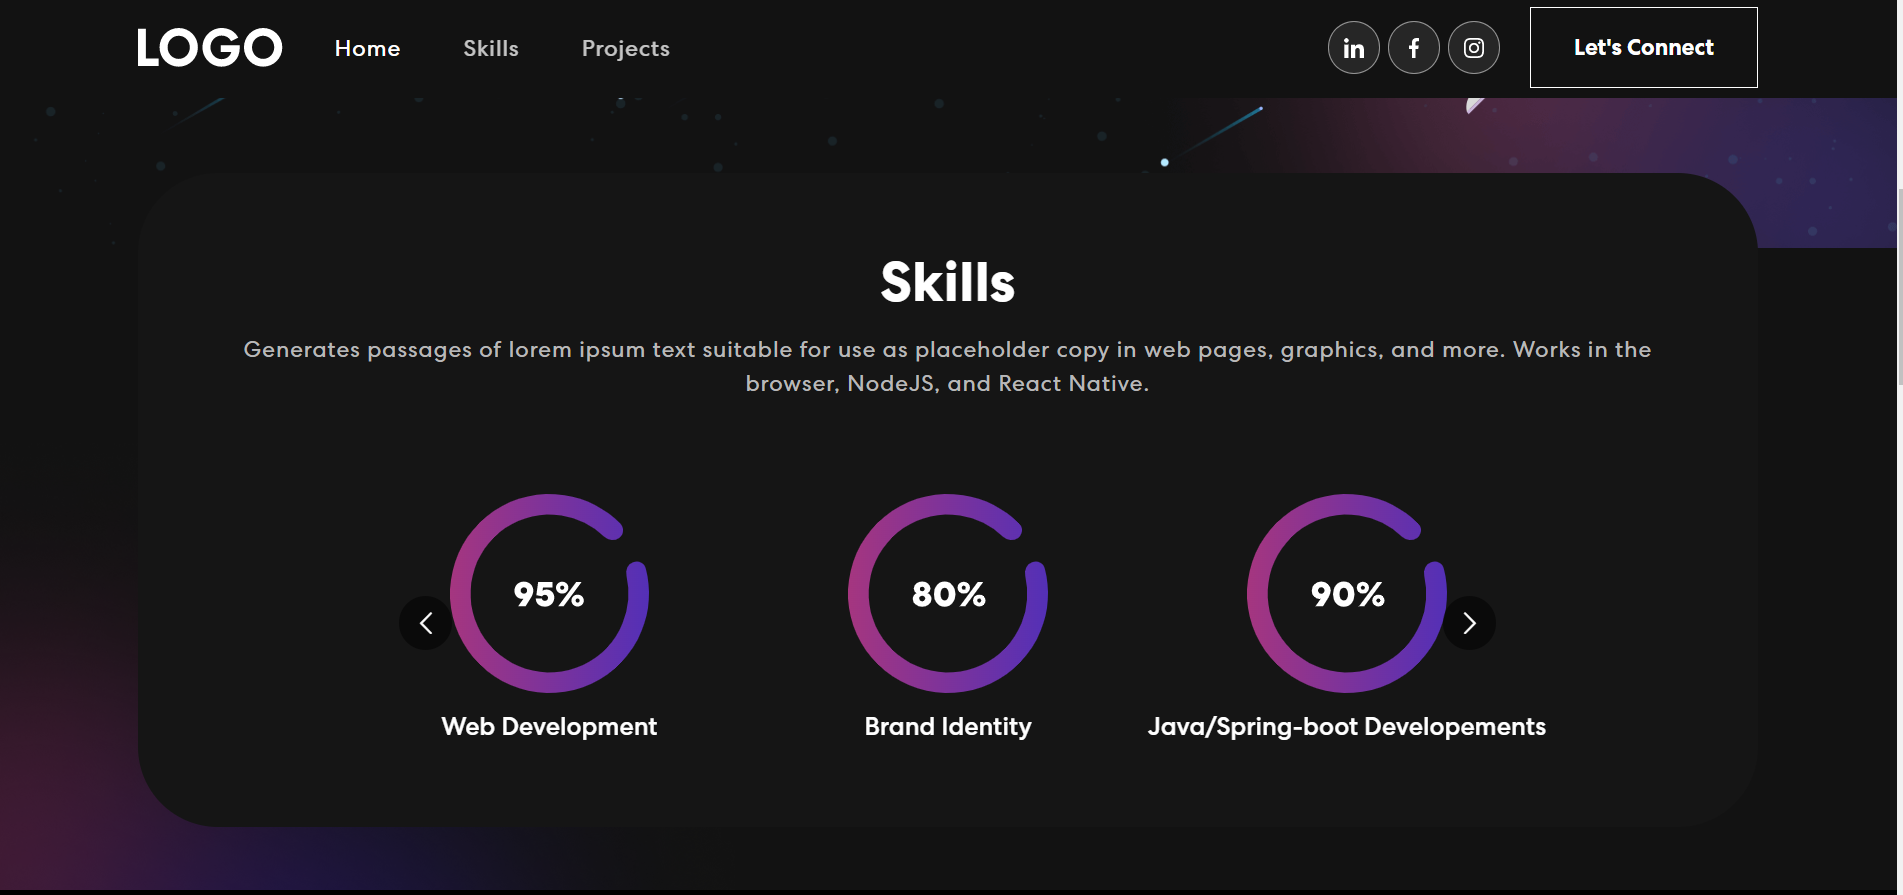 LOGO Home Skills Projects in f Let's Connect
Skills
Generates passages of lorem ipsum text suitable for use as placeholder copy in web pages, graphics, and more. Works in the
browser, NodeJS, and React Native.
95% 80% 90%
Web Development Brand Identity Java/Spring-boot Developements